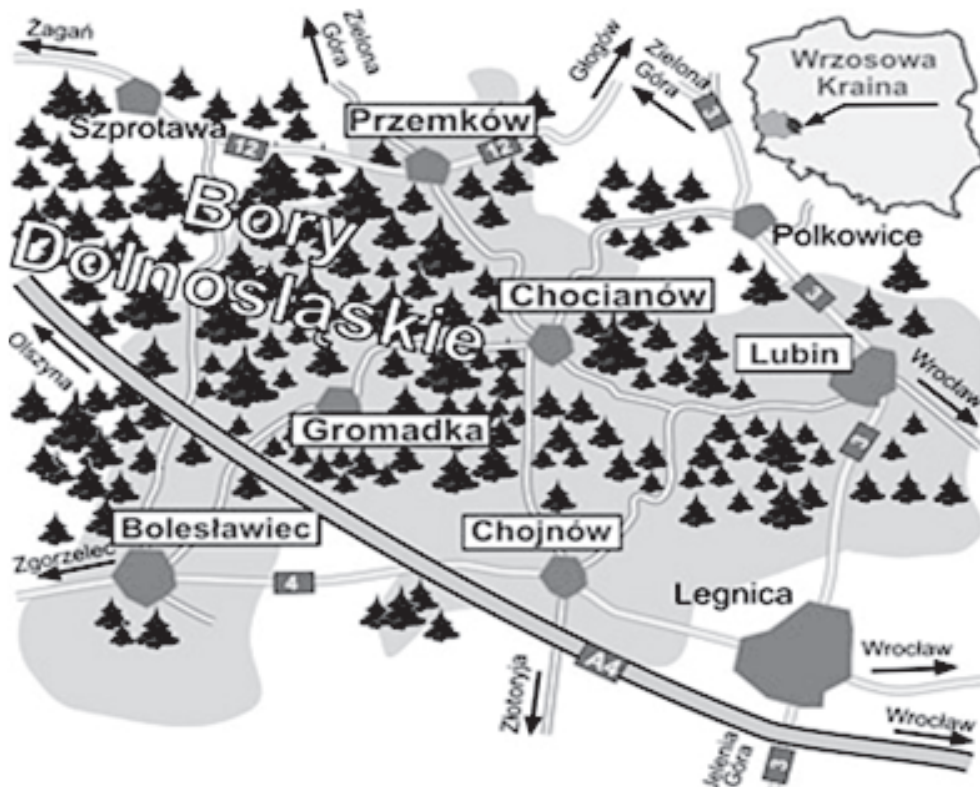 Żagań
Zielona
Góra
Głogów
Zielona
Góra
3
Wrzosowa
Kraina
Szprotawa
12
Przemków
12
Bory
Dolnośląskie
Polkowice
3
Chocianów
Lubin
Wrocław
Olszyna
Gromadka
3
Bolesławiec
Chojnów
Zgorzelec
4
Legnica
A4
Wrocław
Złotoryja
Wrocław
Jelenia
Góra
3